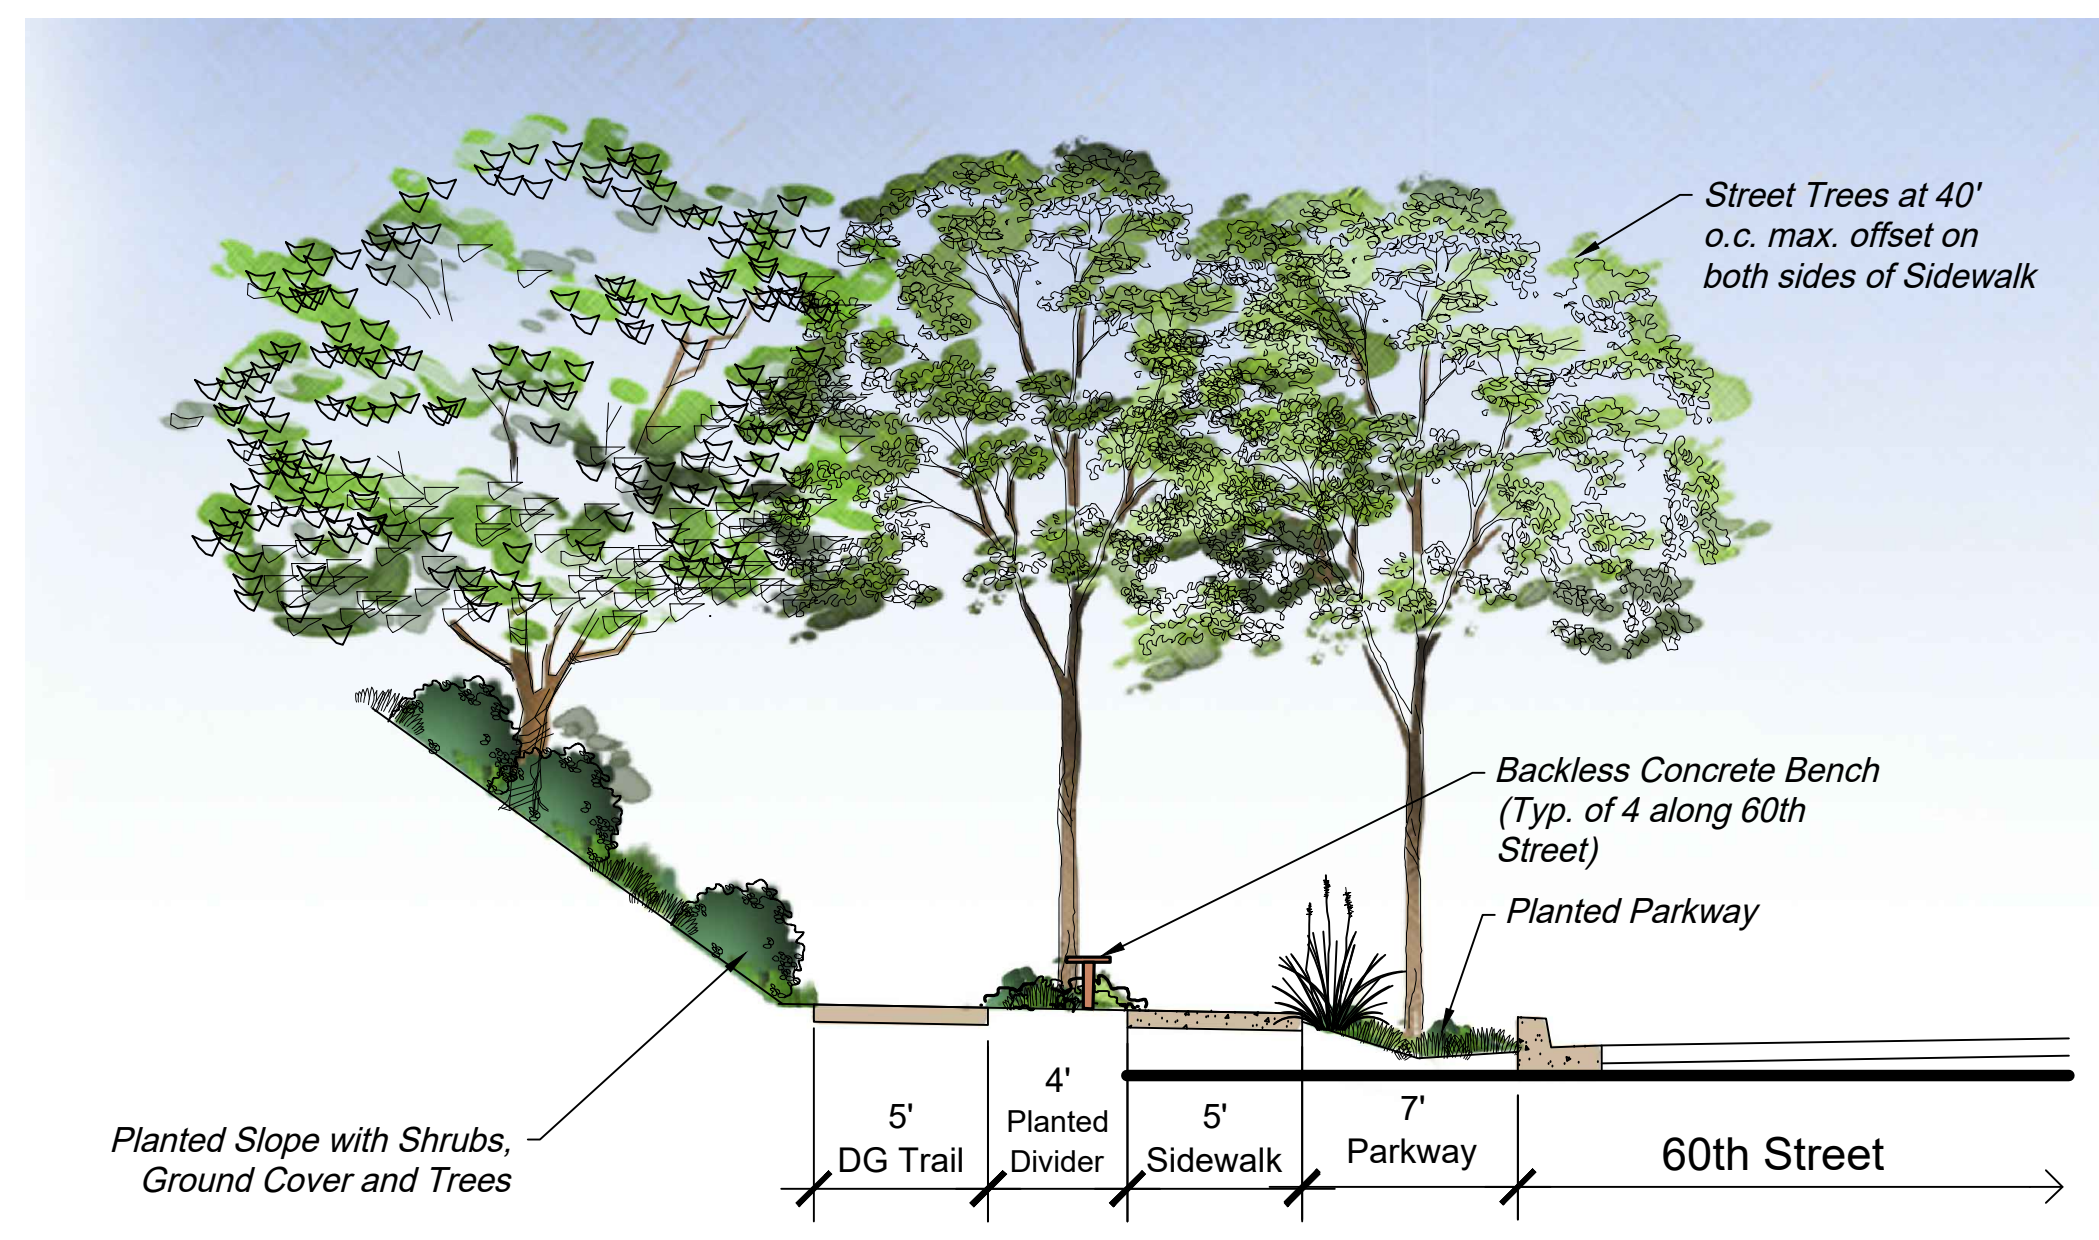 Street Trees at 40'
o.c. max. offset on
both sides of Sidewalk
Backless Concrete Bench
(Typ. of 4 along 60th
Street)
Planted Parkway
Planted Slope with Shrubs,
Ground Cover and Trees
5'
DG Trail
4'
Planted
Divider
5'
Sidewalk
7'
Parkway
60th Street